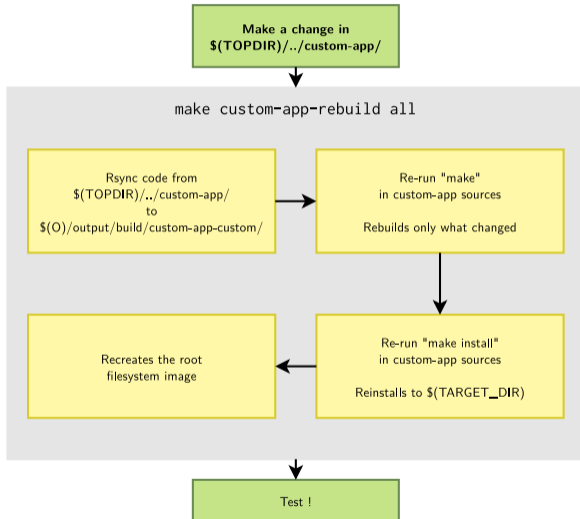 Make a change in
$(TOPDIR)/../custom-app/
make custom-app-rebuild all
Rsync code from
$(TOPDIR)/../custom-app/
to
$(O)/output/build/custom-app-custom/
Re-run "make"
in custom-app sources
Rebuilds only what changed
Re-run "make install"
in custom-app sources
Reinstalls to $(TARGET_DIR)
Recreates the root
filesystem image
Test !